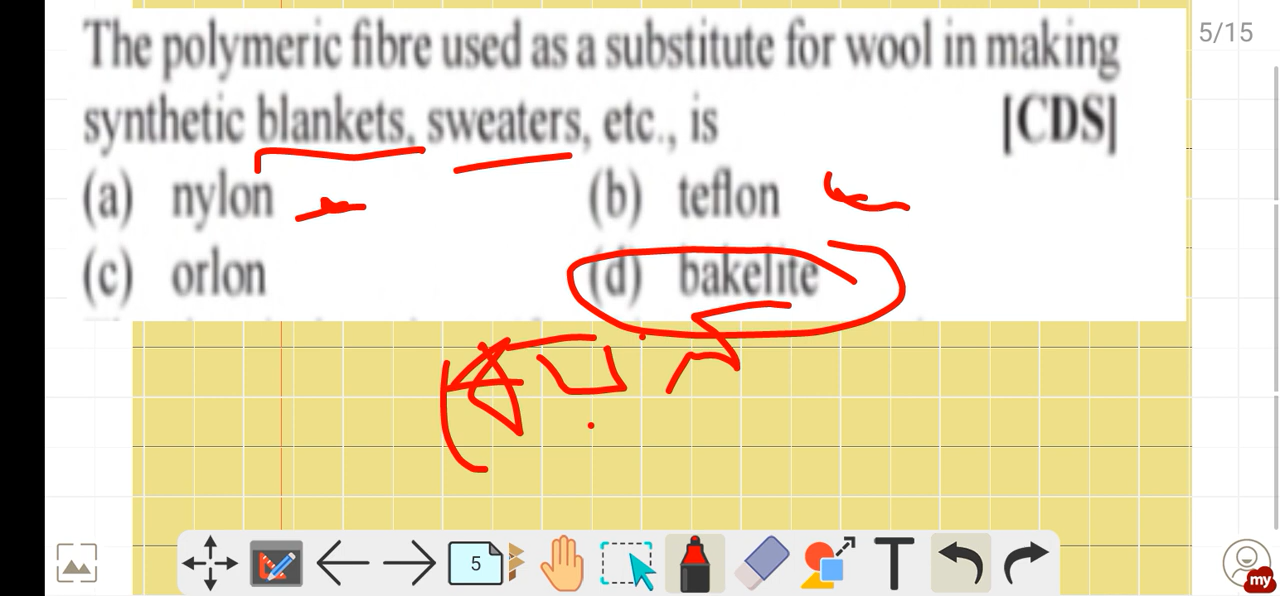 The polymeric fibre used as a substitute for wool in making 5/15
synthetic blankets, sweaters, etc., is [CDS]
(a) nylon (b) teflon
(c) orlon (d) bakelite
5 T
my